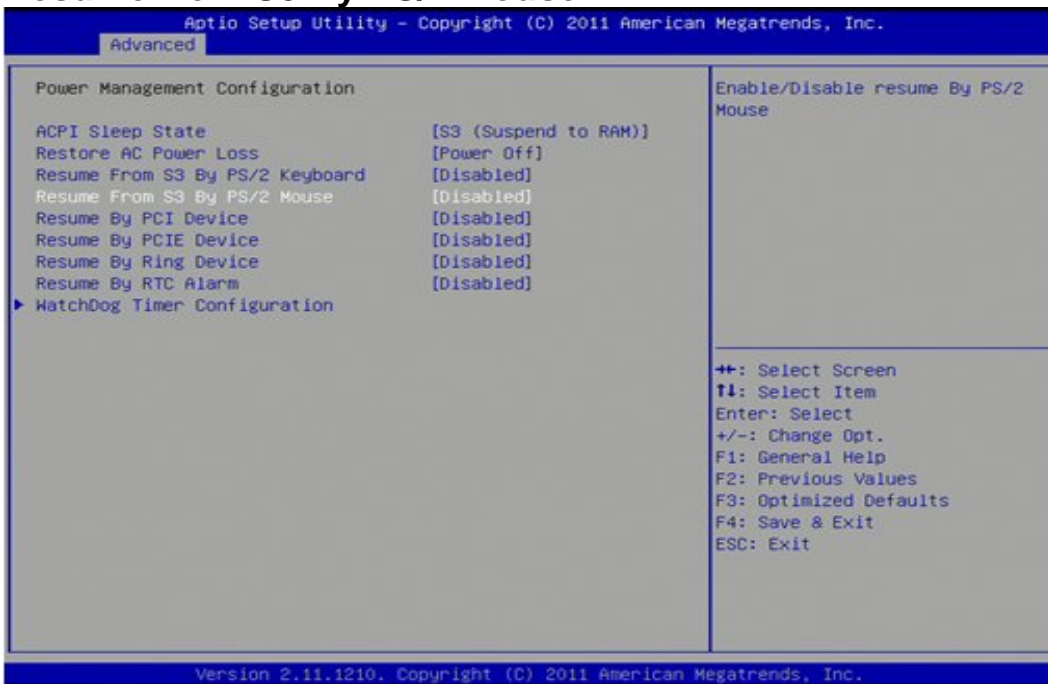 Aptio Setup Utility – Copyright (C) 2011 American Megatrends, Inc.
Advanced
Power Management Configuration
ACPI Sleep State [S3 (Suspend to RAM)]
Restore AC Power Loss [Power Off]
Resume From S3 By PS/2 Keyboard [Disabled]
Resume From S3 By PS/2 Mouse [Disabled]
Resume By PCI Device [Disabled]
Resume By PCIE Device [Disabled]
Resume By Ring Device [Disabled]
Resume By RTC Alarm [Disabled]
▶ WatchDog Timer Configuration
Enable/Disable resume By PS/2
Mouse
→←: Select Screen
↑↓: Select Item
Enter: Select
+/-: Change Opt.
F1: General Help
F2: Previous Values
F3: Optimized Defaults
F4: Save & Exit
ESC: Exit
Version 2.11.1210. Copyright (C) 2011 American Megatrends, Inc.